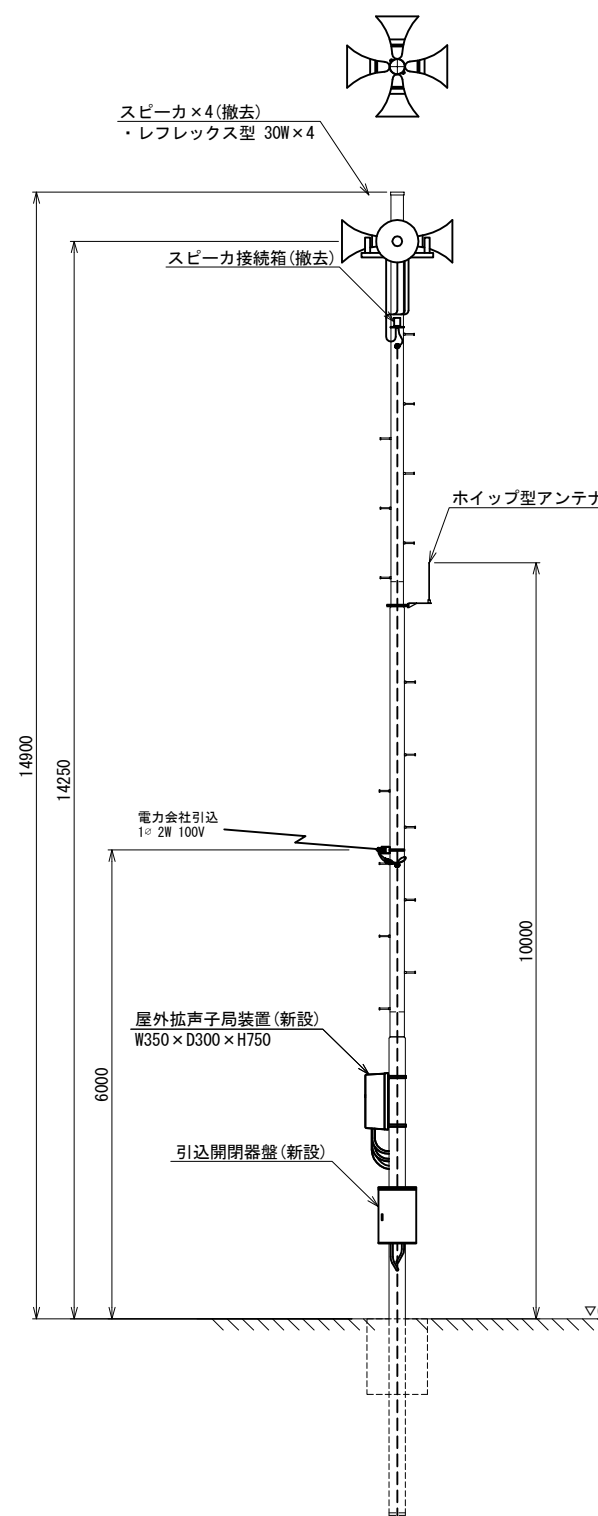 スピーカ×4(撤去)
・レフレックス型 30W×4
スピーカ接続箱(撤去)
ホイップ型アンテナ
14900
14250
電力会社引込
1∅ 2W 100V
10000
屋外拡声子局装置(新設)
W350×D300×H750
6000
引込開閉器盤(新設)